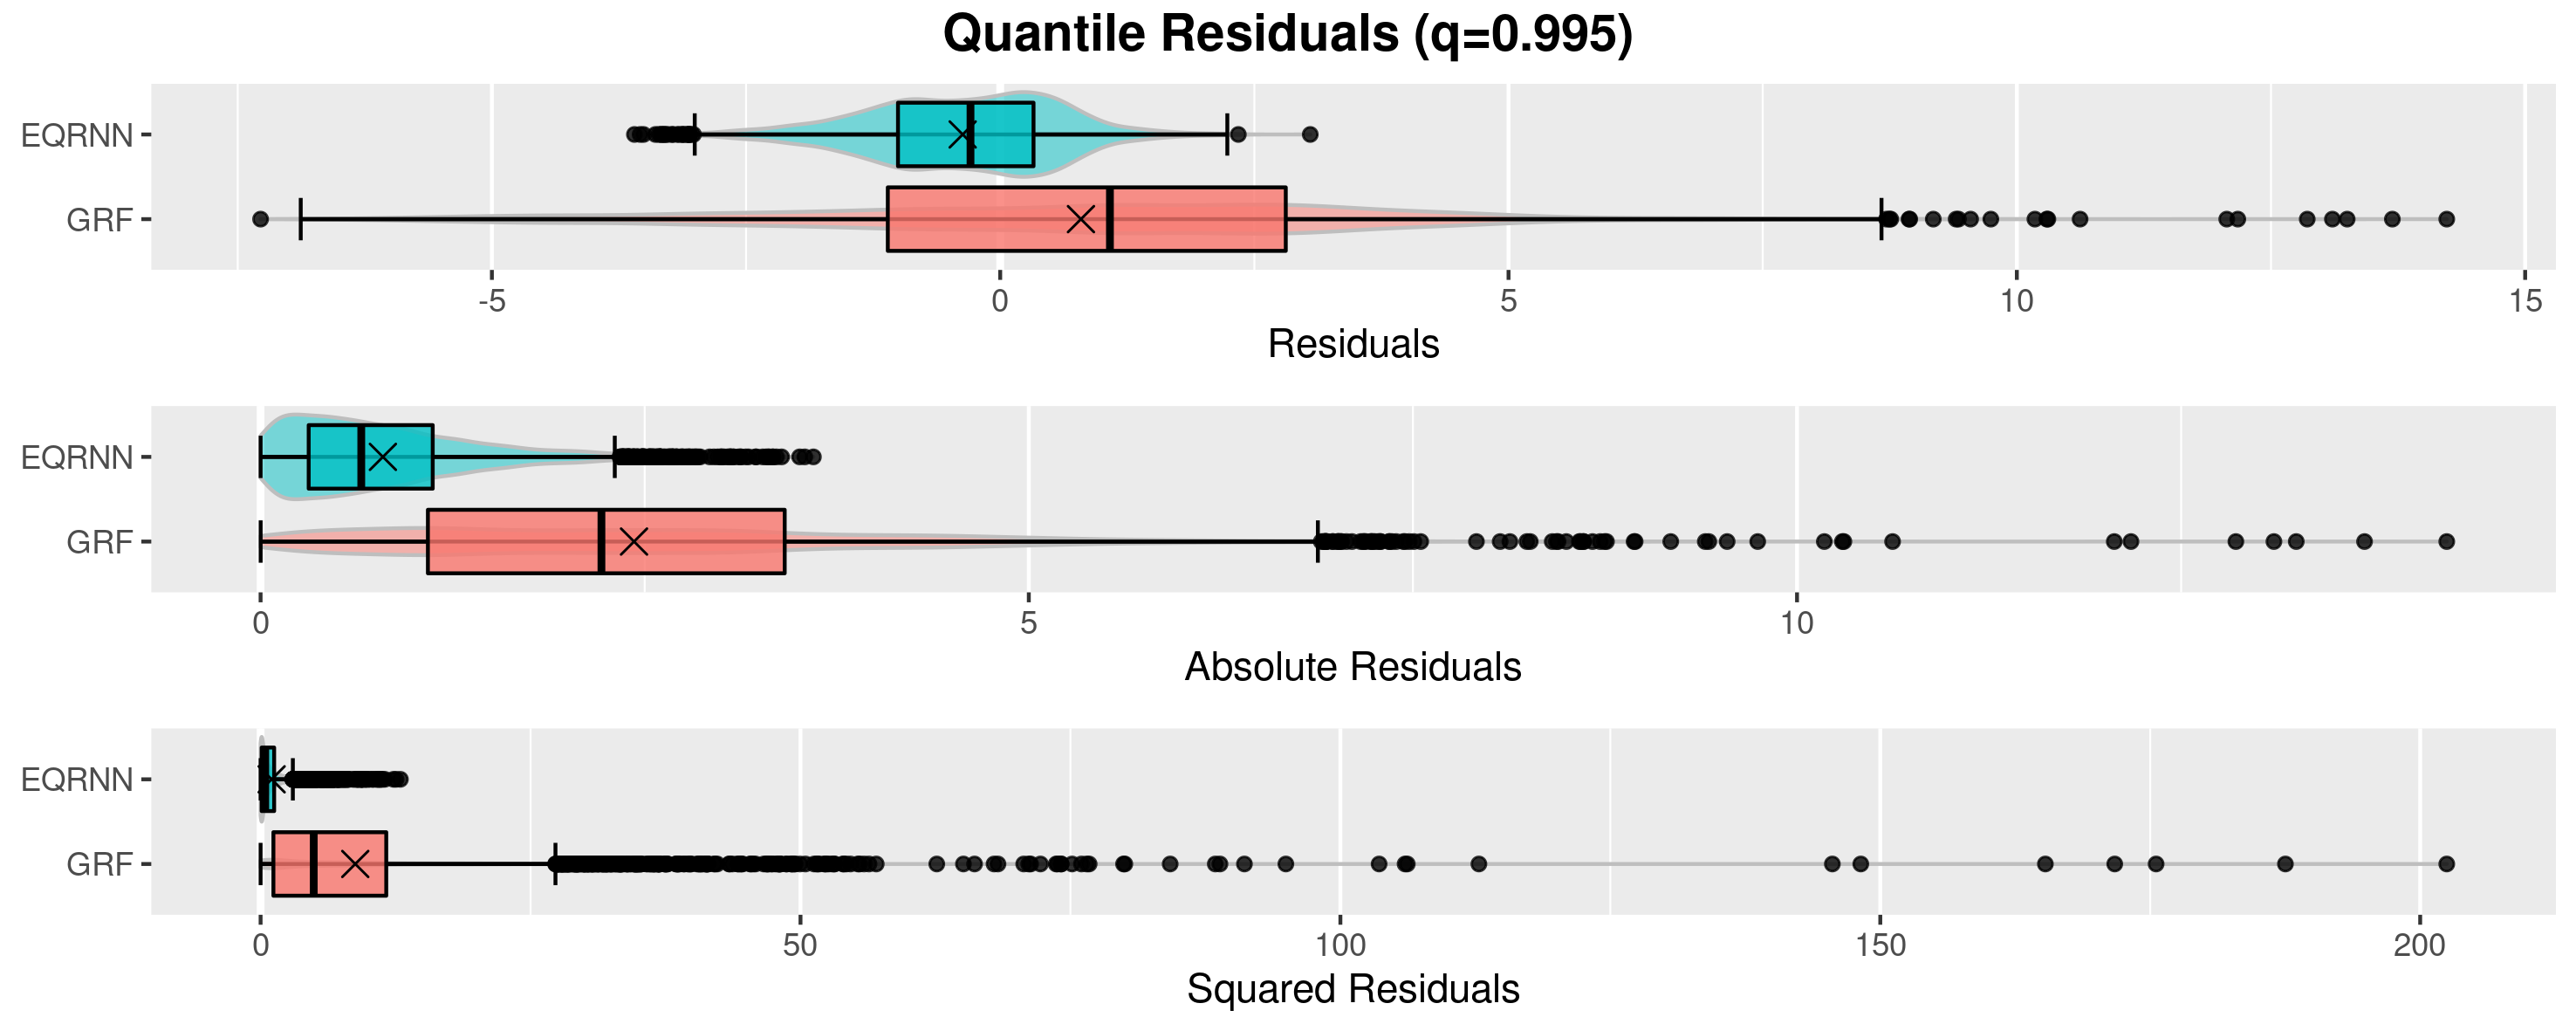 Quantile Residuals (q=0.995)
EQRNN
GRF
-5 0 5 10 15
Residuals
EQRNN
GRF
0 5 10
Absolute Residuals
EQRNN
GRF
0 50 100 150 200
Squared Residuals